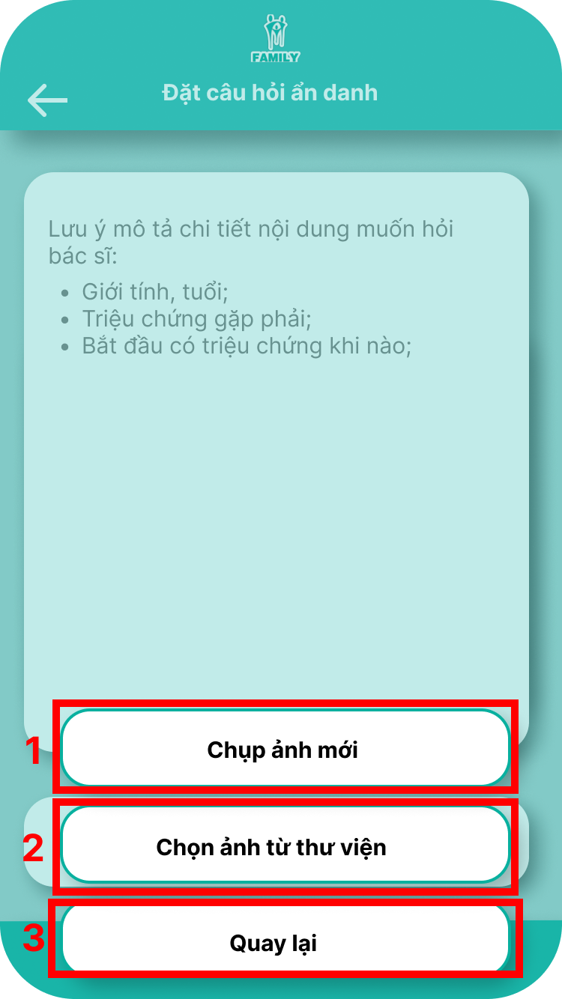 FAMILY
Đặt câu hỏi ẩn danh
Lưu ý mô tả chi tiết nội dung muốn hỏi
bác sĩ:
• Giới tính, tuổi;
• Triệu chứng gặp phải;
• Bắt đầu có triệu chứng khi nào;
1 Chụp ảnh mới
2 Chọn ảnh từ thư viện
3 Quay lại